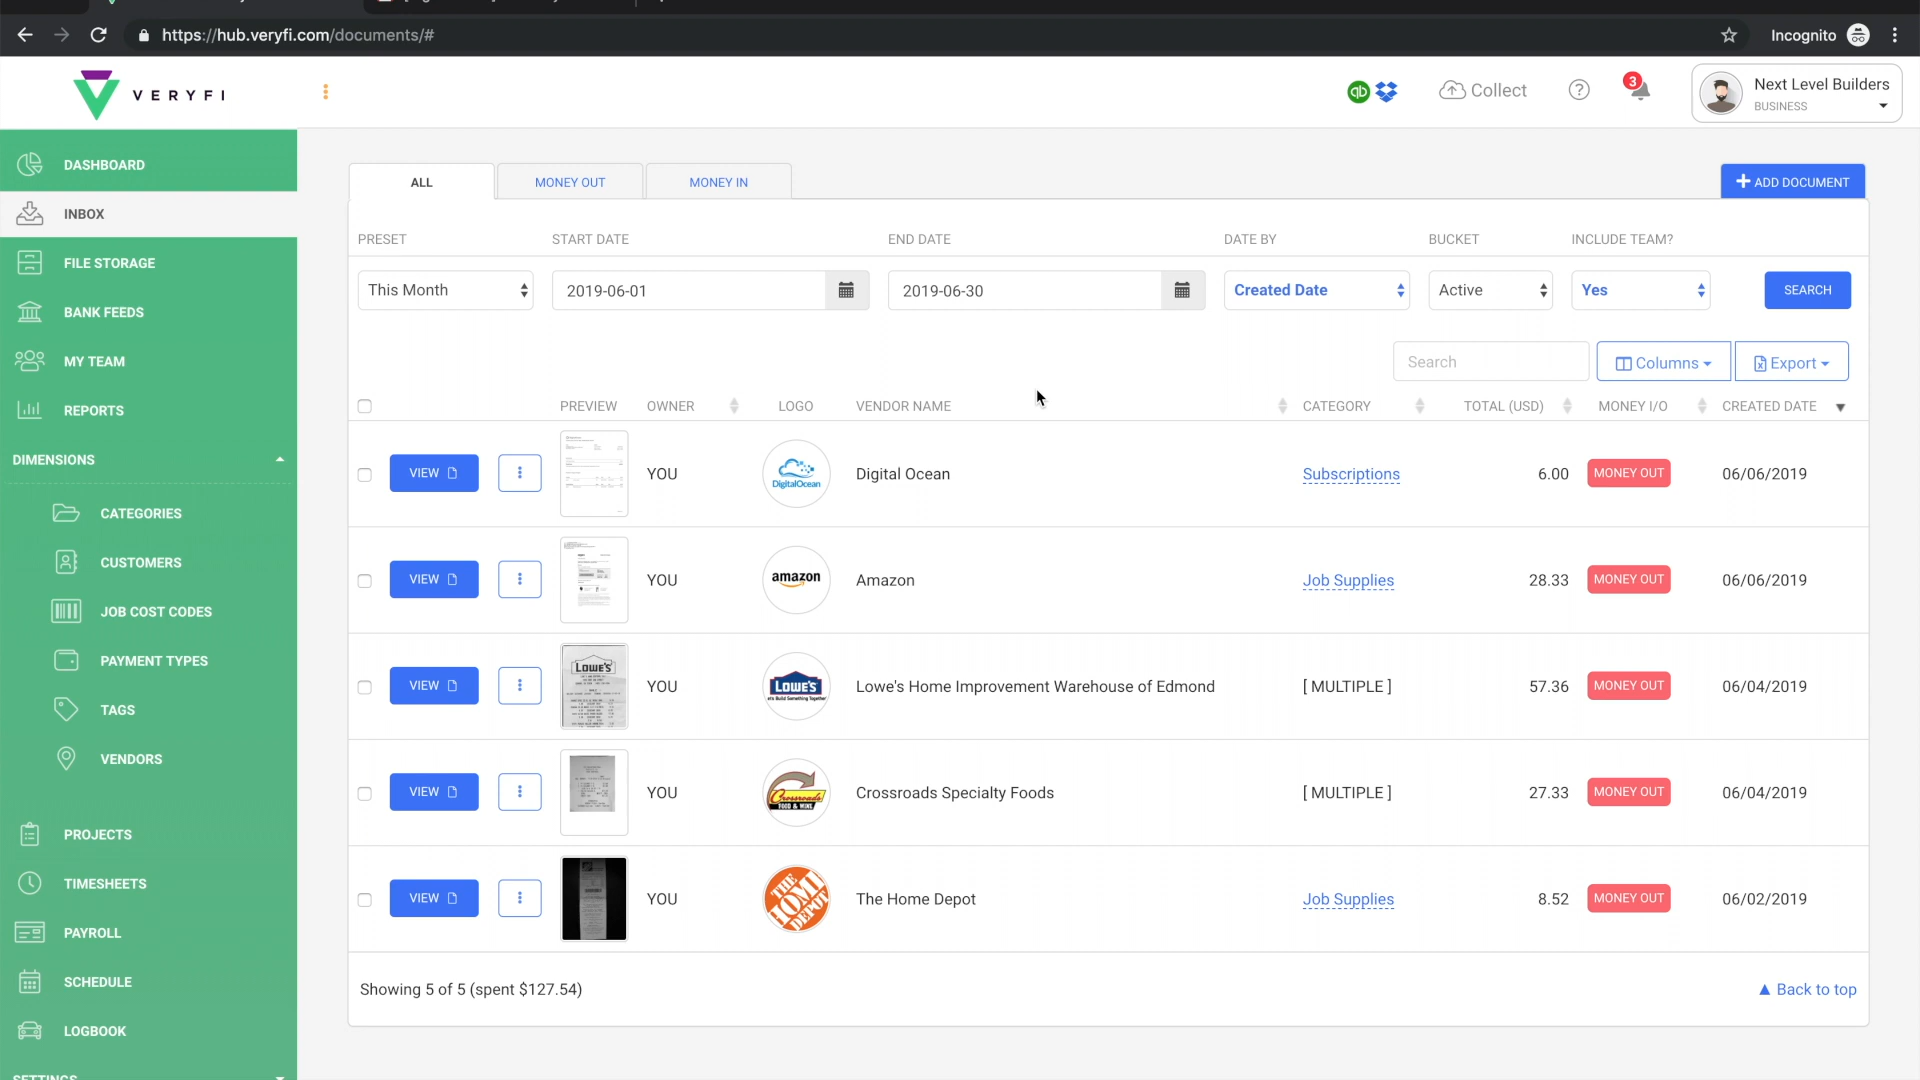 https://hub.veryfi.com/documents/#
Incognito
VERYFI
qb
Collect
?
3
Next Level Builders
BUSINESS
DASHBOARD
INBOX
FILE STORAGE
BANK FEEDS
MY TEAM
REPORTS
DIMENSIONS
CATEGORIES
CUSTOMERS
JOB COST CODES
PAYMENT TYPES
TAGS
VENDORS
PROJECTS
TIMESHEETS
PAYROLL
SCHEDULE
LOGBOOK
SETTINGS
ALL MONEY OUT MONEY IN
+ ADD DOCUMENT
PRESET START DATE END DATE DATE BY BUCKET INCLUDE TEAM?
This Month 2019-06-01 2019-06-30 Created Date Active Yes SEARCH
Search Columns Export
PREVIEW OWNER LOGO VENDOR NAME CATEGORY TOTAL (USD) MONEY I/O CREATED DATE
VIEW YOU DigitalOcean Digital Ocean Subscriptions 6.00 MONEY OUT 06/06/2019
VIEW YOU amazon Amazon Job Supplies 28.33 MONEY OUT 06/06/2019
VIEW LOWE'S YOU LOWE'S Lowe's Home Improvement Warehouse of Edmond [ MULTIPLE ] 57.36 MONEY OUT 06/04/2019
VIEW YOU Crossroads FOOD & WINE Crossroads Specialty Foods [ MULTIPLE ] 27.33 MONEY OUT 06/04/2019
VIEW YOU THE HOME DEPOT The Home Depot Job Supplies 8.52 MONEY OUT 06/02/2019
Showing 5 of 5 (spent $127.54)
Back to top